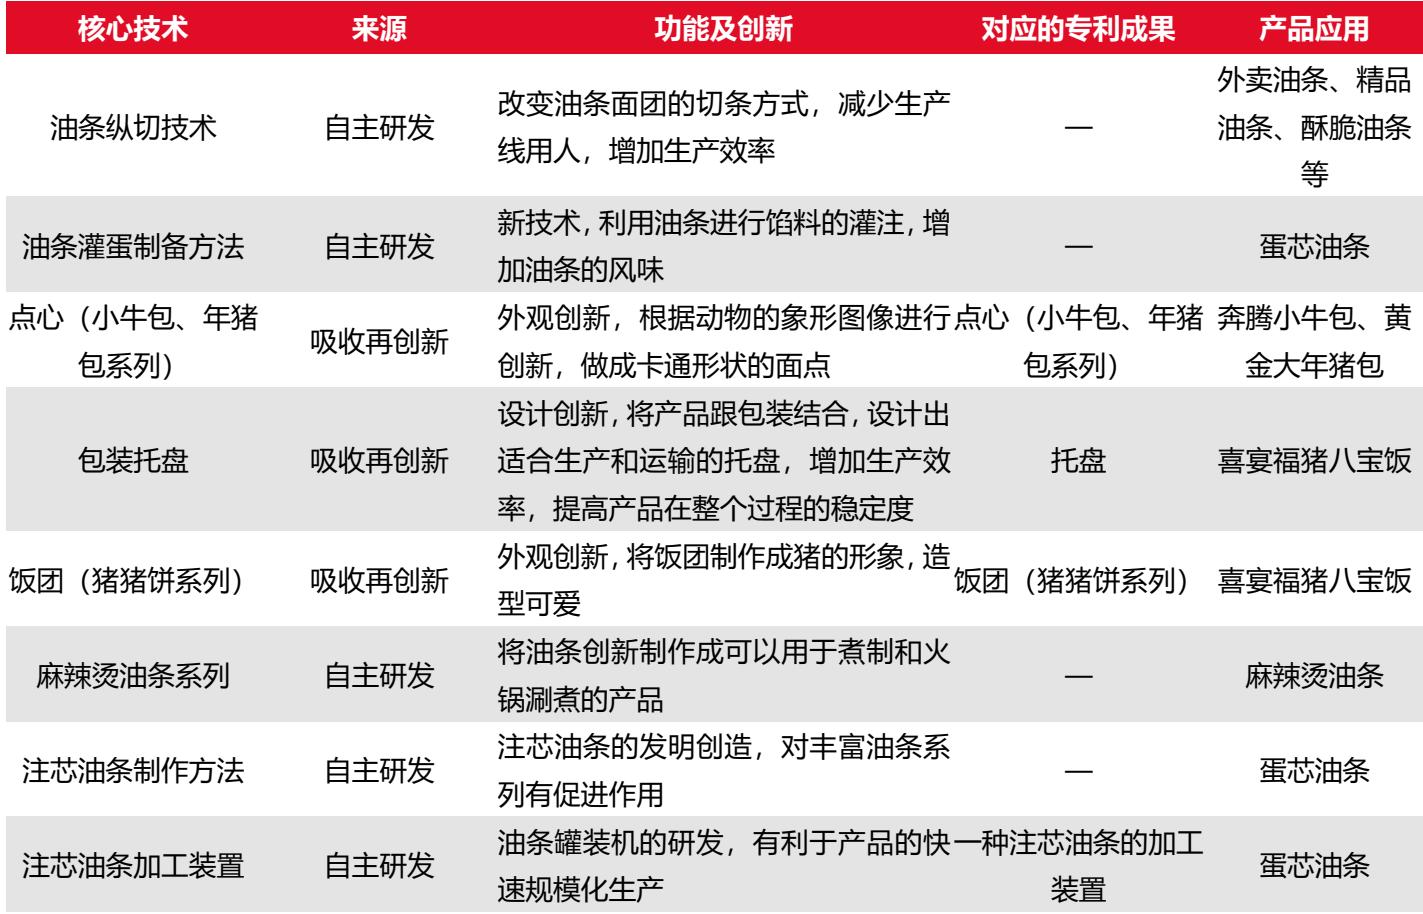 核心技术 来源 功能及创新 对应的专利成果 产品应用
油条纵切技术 自主研发 改变油条面团的切条方式，减少生产
线用人，增加生产效率 — 外卖油条、精品
油条、酥脆油条
等
油条灌蛋制备方法 自主研发 新技术，利用油条进行馅料的灌注，增
加油条的风味 — 蛋芯油条
点心（小牛包、年猪
包系列） 吸收再创新 外观创新，根据动物的象形图像进行
创新，做成卡通形状的面点 点心（小牛包、年猪
包系列） 奔腾小牛包、黄
金大年猪包
包装托盘 吸收再创新 设计创新，将产品跟包装结合，设计出
适合生产和运输的托盘，增加生产效
率，提高产品在整个过程的稳定度 托盘 喜宴福猪八宝饭
饭团（猪猪饼系列） 吸收再创新 外观创新，将饭团制作成猪的形象，造
型可爱 饭团（猪猪饼系列） 喜宴福猪八宝饭
麻辣烫油条系列 自主研发 将油条创新制作成可以用于煮制和火
锅涮煮的产品 — 麻辣烫油条
注芯油条制作方法 自主研发 注芯油条的发明创造，对丰富油条系
列有促进作用 — 蛋芯油条
注芯油条加工装置 自主研发 油条罐装机的研发，有利于产品的快
速规模化生产 一种注芯油条的加工
装置 蛋芯油条